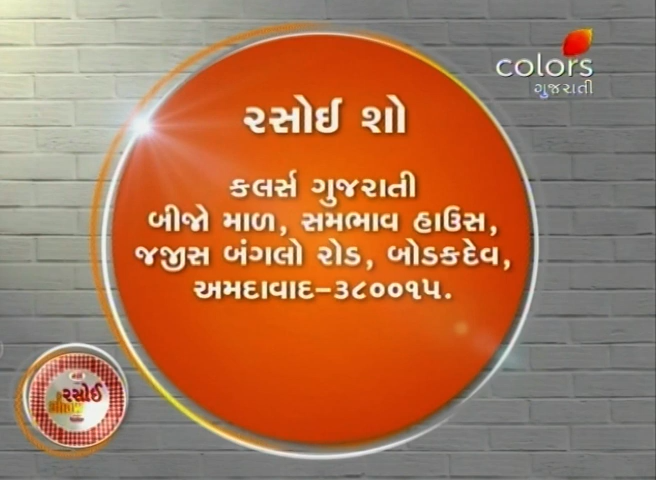 colors
ગુજરાતી
રસોઈ શો
કલર્સ ગુજરાતી
બીજો માળ, સમભાવ હાઉસ,
જજીસ બંગલો રોડ, બોડકદેવ,
અમદાવાદ-૩૮૦૦૧૫.
રસોઈ